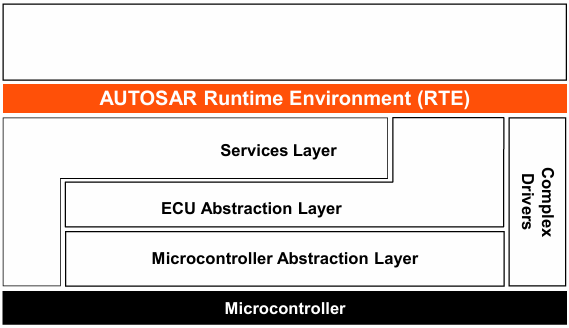 AUTOSAR Runtime Environment (RTE)
Services Layer
ECU Abstraction Layer
Microcontroller Abstraction Layer
Complex
Drivers
Microcontroller